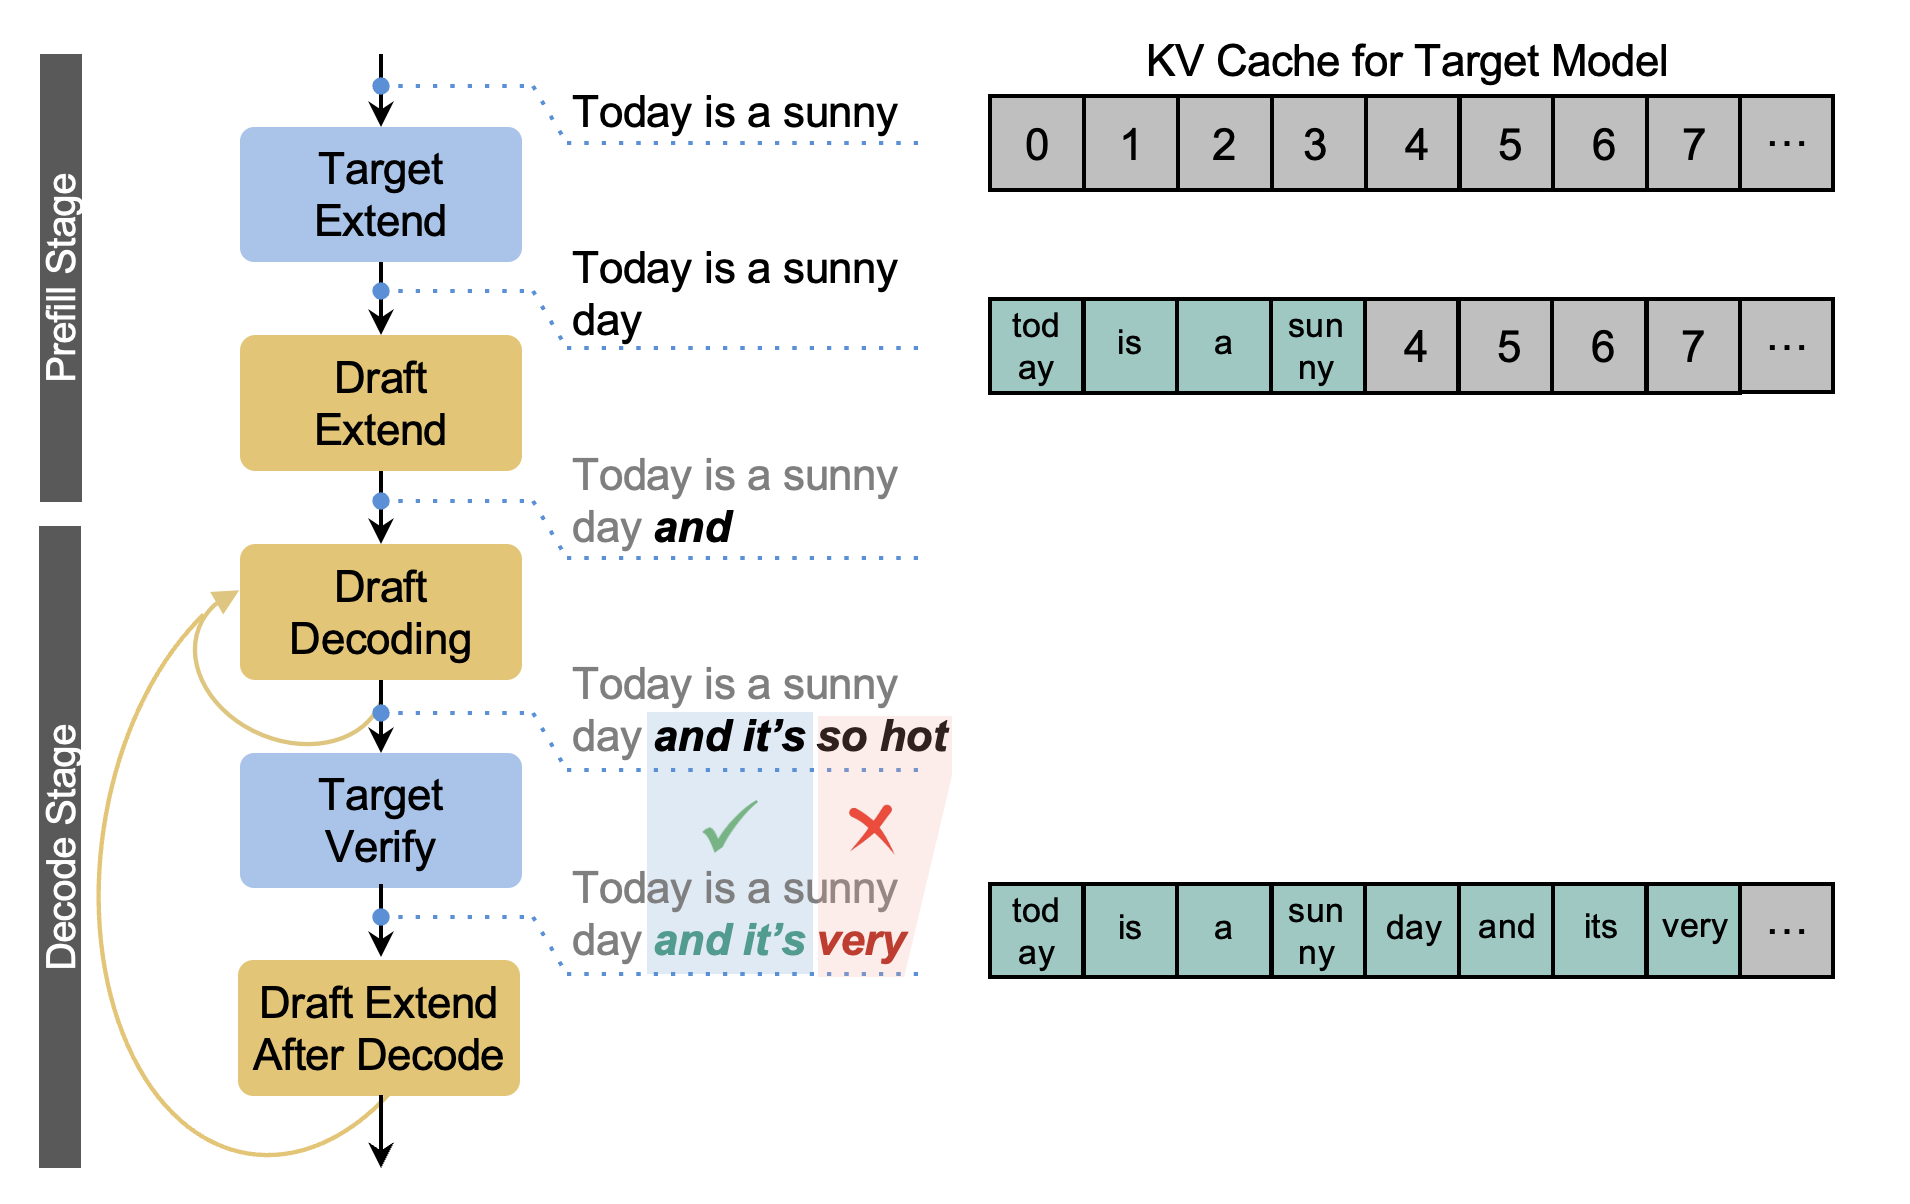 KV Cache for Target Model
Prefill Stage
Today is a sunny
0 1 2 3 4 5 6 7 ...
Target
Extend
Today is a sunny
day
tod
ay
is
a
sun
ny
4 5 6 7 ...
Draft
Extend
Today is a sunny
day and
Decode Stage
Draft
Decoding
Today is a sunny
day and it’s so hot
Target
Verify
Today is a sunny
day and it’s very
tod
ay
is
a
sun
ny
day
and
its
very
...
Draft Extend
After Decode